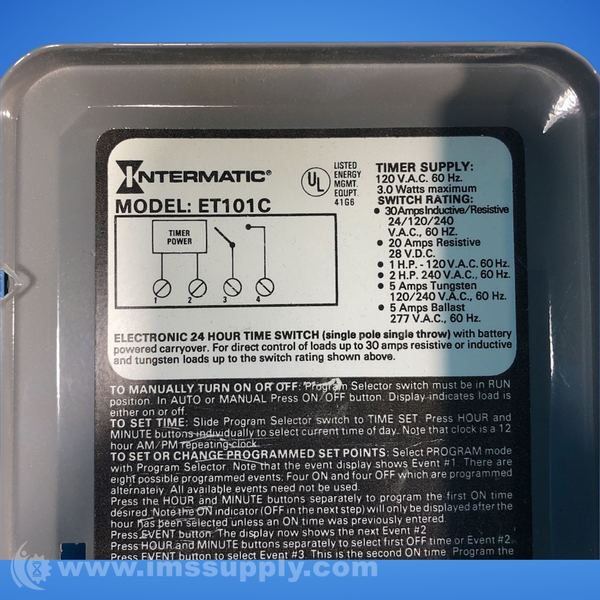 INTERMATIC®
MODEL: ET101C
UL
LISTED
ENERGY
MGMT.
EQUPT.
41G6
TIMER
POWER
1 2 3 4
TIMER SUPPLY:
120 V.A.C. 60 Hz.
3.0 Watts maximum
SWITCH RATING:
• 30 Amps Inductive/Resistive
24/120/240
V.A.C., 60 HZ.
• 20 Amps Resistive
28 V.D.C.
• 1 H.P. - 120 V.A.C. 60 Hz.
• 2 H.P. 240 V.A.C. 60 Hz.
• 5 Amps Tungsten
120/240 V.A.C., 60 Hz.
• 5 Amps Ballast
277 V.A.C., 60 Hz.
ELECTRONIC 24 HOUR TIME SWITCH (single pole single throw) with battery
powered carryover. For direct control of loads up to 30 amps resistive or inductive
and tungsten loads up to the switch rating shown above.
TO MANUALLY TURN ON OR OFF: Program Selector switch must be in RUN
position. In AUTO or MANUAL Press ON/OFF button. Display indicates load is
either on or off.
TO SET TIME: Slide Program Selector switch to TIME SET. Press HOUR and
MINUTE buttons individually to select current time of day. Note that clock is a 12
hour AM/PM repeating clock.
TO SET OR CHANGE PROGRAMMED SET POINTS: Select PROGRAM mode
with Program Selector. Note that the event display shows Event #1. There are
eight possible programmed events: Four ON and four OFF which are programmed
alternately. All available events need not be used.
Press the HOUR and MINUTE buttons separately to program the first ON time
desired. Note the ON indicator (OFF in the next step) will only be displayed after the
hour has been selected unless an ON time was previously entered.
Press EVENT button. The display now shows the next Event #2.
Press HOUR and MINUTE buttons separately to select first OFF time or Event #2.
Press EVENT button to select Event #3. This is the second ON time. Program the
www.imssupply.com